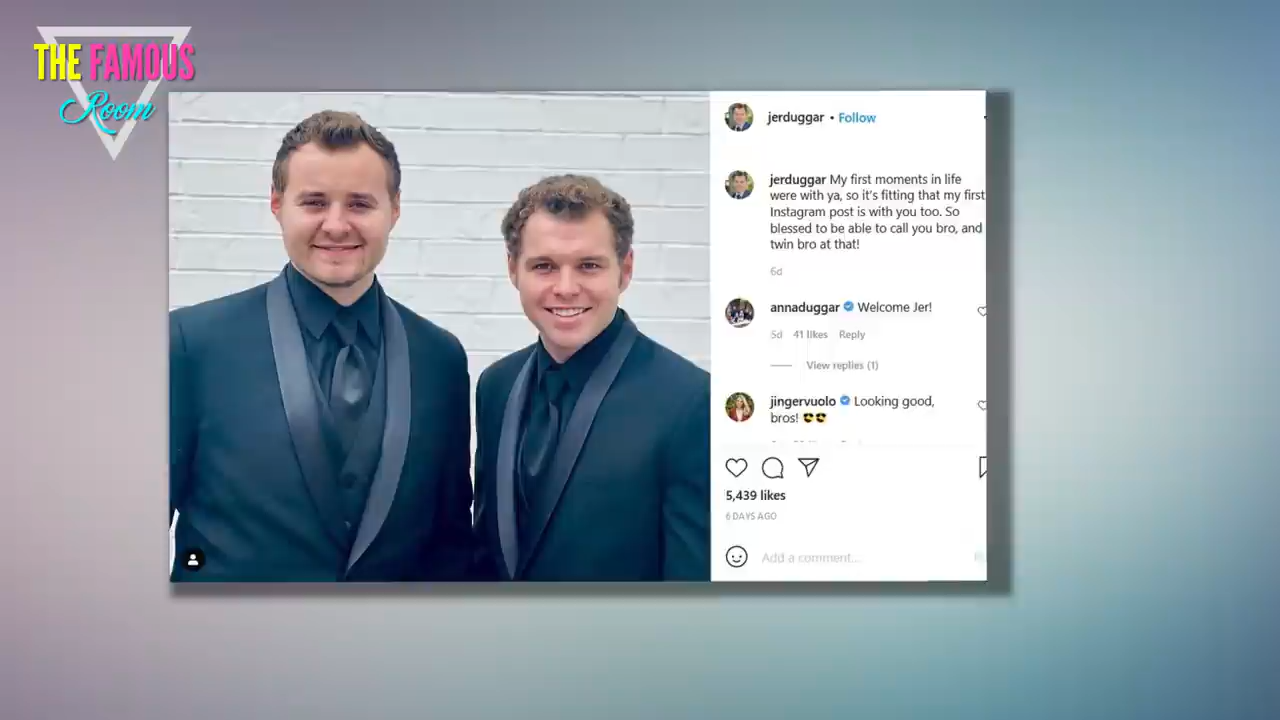 THE FAMOUS
Room
jerduggar • Follow
jerduggar My first moments in life
were with ya, so it's fitting that my first
Instagram post is with you too. So
blessed to be able to call you bro, and
twin bro at that!
6d
annaduggar Welcome Jer!
5d 41 likes Reply
View replies (1)
jingervuolo Looking good,
bros! 😎😎
5,439 likes
6 DAYS AGO
Add a comment...